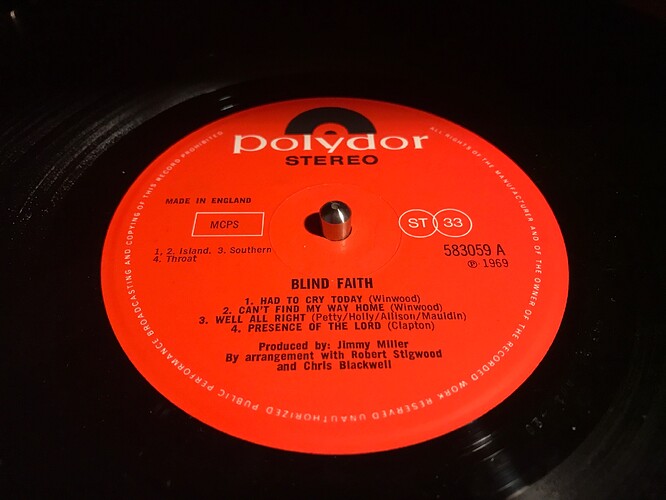 polydor
STEREO
MADE IN ENGLAND
MCPS
1, 2. Island. 3. Southern
4. Throat
ST 33
583059 A
℗ 1969
BLIND FAITH
1. HAD TO CRY TODAY (Winwood)
2. CAN'T FIND MY WAY HOME (Winwood)
3. WELL ALL RIGHT (Petty/Holly/Allison/Mauldin)
4. PRESENCE OF THE LORD (Clapton)
Produced by: Jimmy Miller
By arrangement with Robert Stigwood
and Chris Blackwell
ALL RIGHTS OF THE MANUFACTURER AND OF THE OWNER OF THE RECORDED WORK RESERVED UNAUTHORIZED PUBLIC PERFORMANCE BROADCASTING AND COPYING OF THIS RECORD PROHIBITED